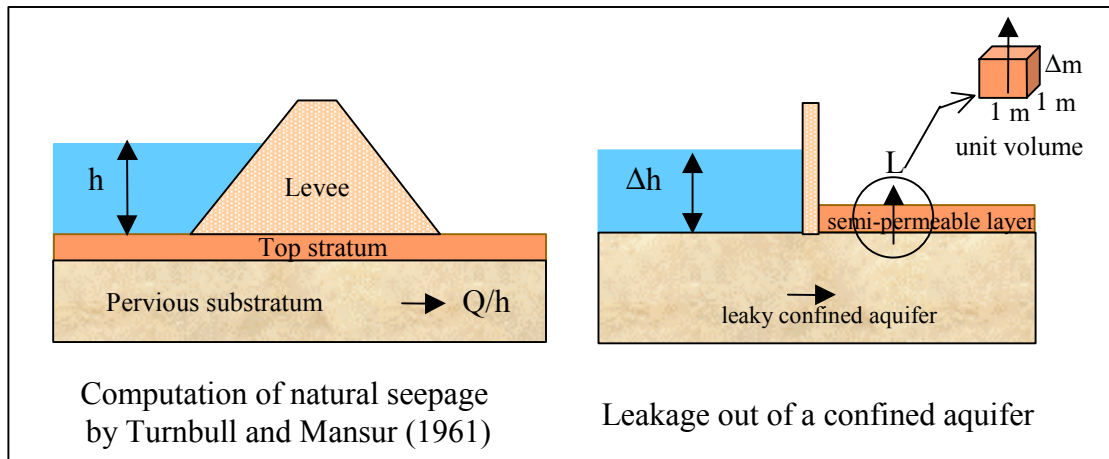 h
Levee
Top stratum
Pervious substratum
Q/h
Computation of natural seepage
by Turnbull and Mansur (1961)
Δm
1 m
1 m
unit volume
L
Δh
semi-permeable layer
leaky confined aquifer
Leakage out of a confined aquifer